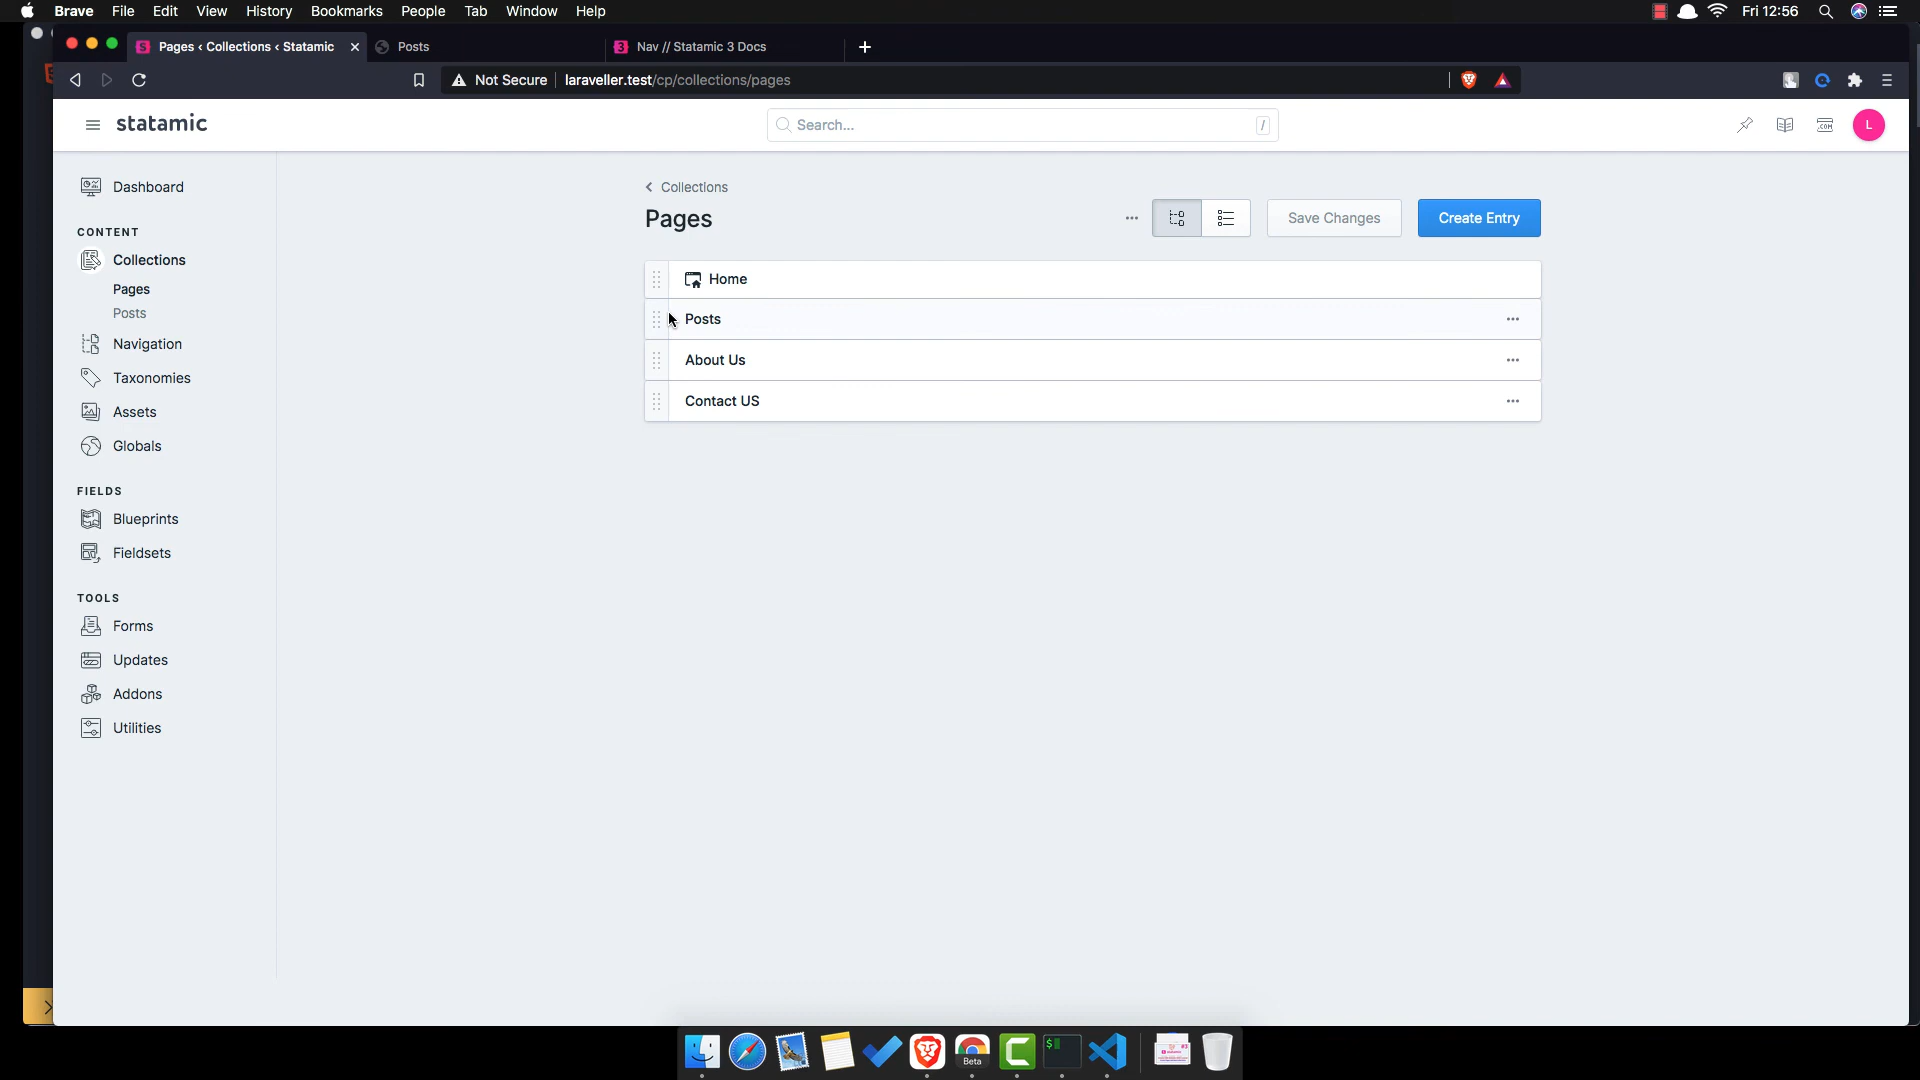 Brave File Edit View History Bookmarks People Tab Window Help Fri 12:56
Pages ‹ Collections ‹ Statamic Posts Nav // Statamic 3 Docs
Not Secure laraveller.test/cp/collections/pages
statamic Search... / .COM L
Dashboard
CONTENT
Collections
Pages
Posts
Navigation
Taxonomies
Assets
Globals
FIELDS
Blueprints
Fieldsets
TOOLS
Forms
Updates
Addons
Utilities
Collections
Pages
Save Changes Create Entry
Home
Posts
About Us
Contact US
Beta
$